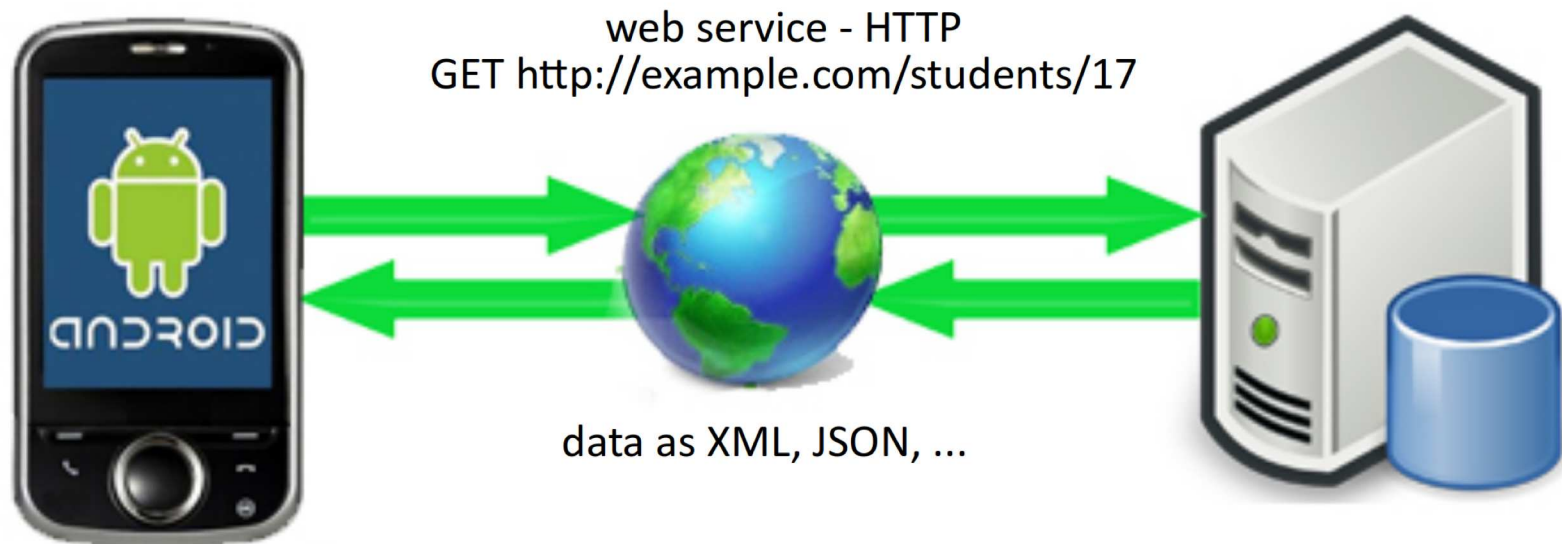 web service - HTTP
GET http://example.com/students/17
ANDROID
data as XML, JSON, ...